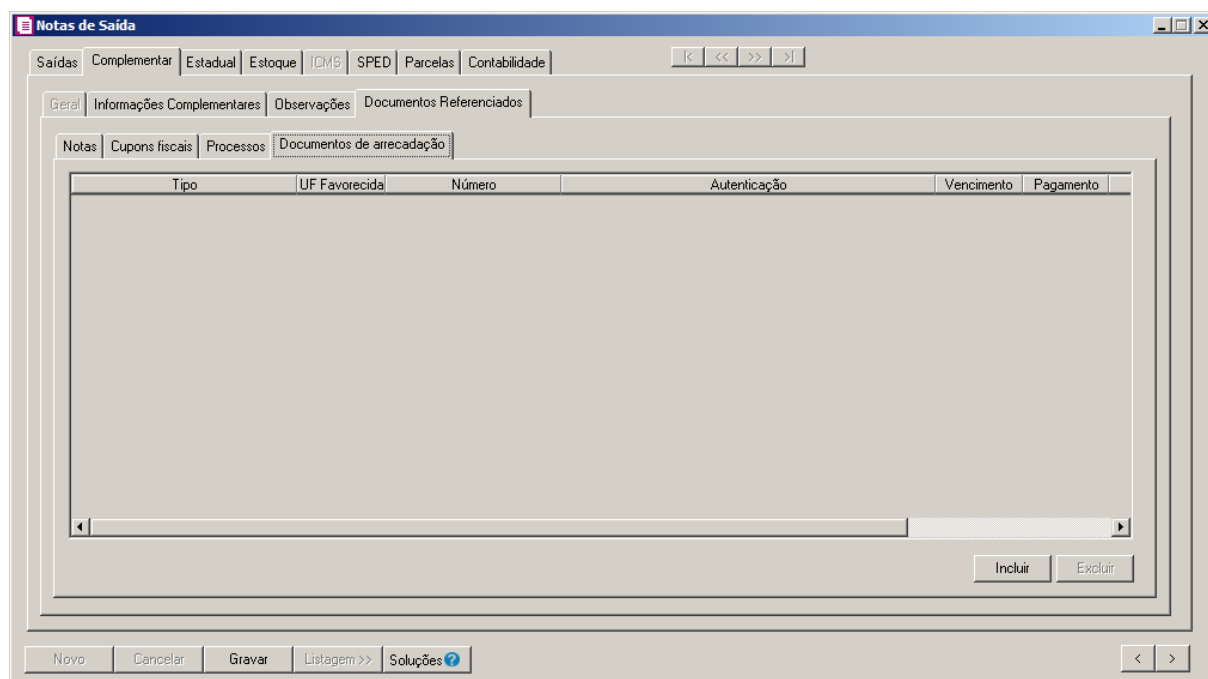 Notas de Saída
Saídas Complementar Estadual Estoque ICMS SPED Parcelas Contabilidade |< << >> >|
Geral Informações Complementares Observações Documentos Referenciados
Notas Cupons fiscais Processos Documentos de arrecadação
Tipo UF Favorecida Número Autenticação Vencimento Pagamento
Incluir Excluir
Novo Cancelar Gravar Listagem >> Soluções ? < >